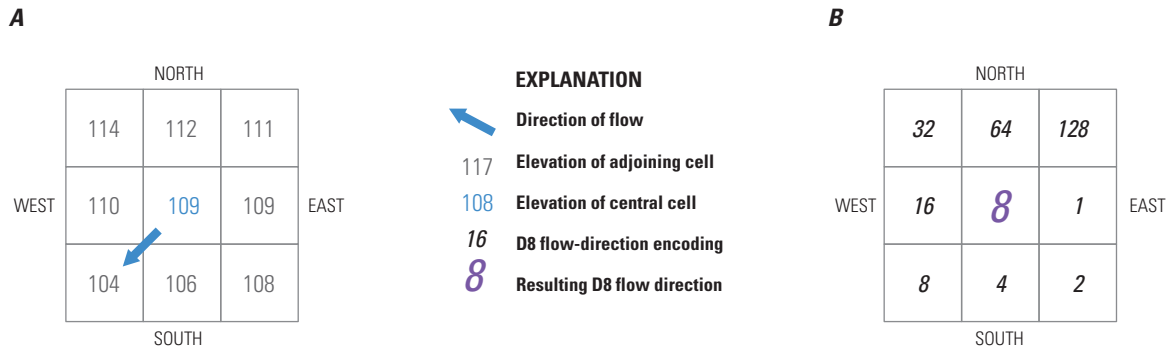 A
NORTH
114 112 111
WEST 110 109 109 EAST
104 106 108
SOUTH
EXPLANATION
Direction of flow
117 Elevation of adjoining cell
108 Elevation of central cell
16 D8 flow-direction encoding
8 Resulting D8 flow direction
B
NORTH
32 64 128
WEST 16 8 1 EAST
8 4 2
SOUTH